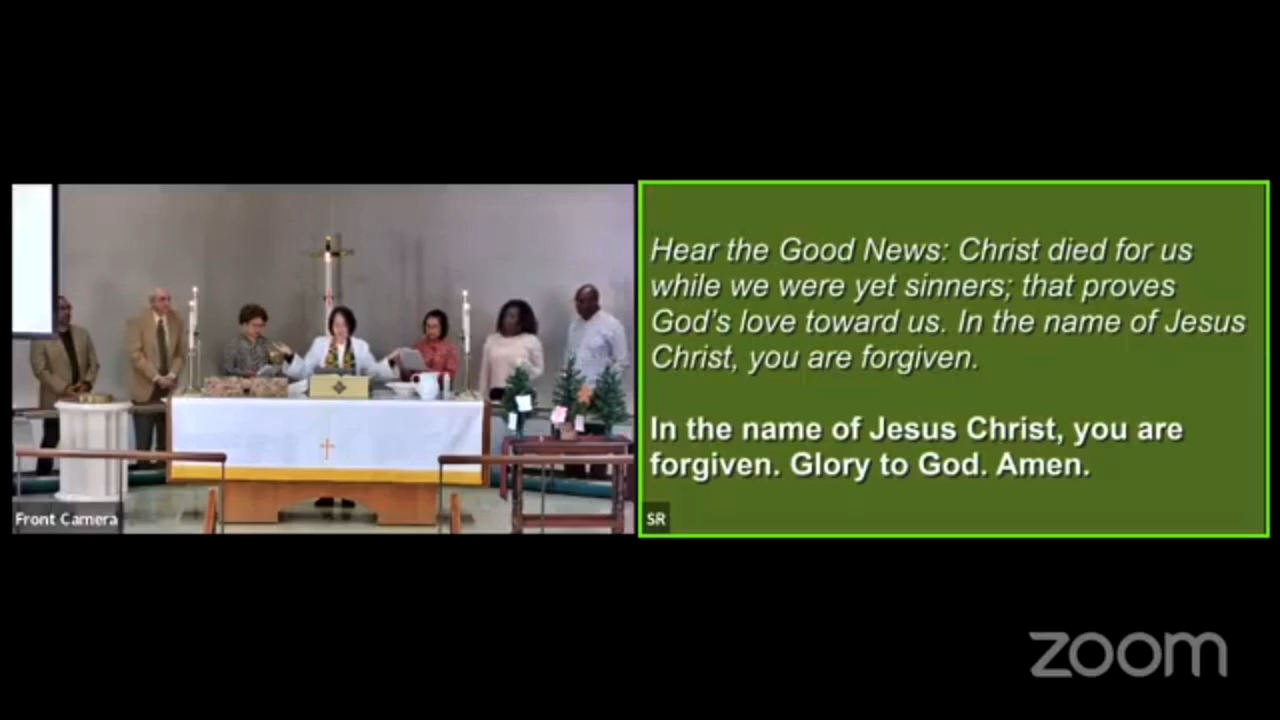 Hear the Good News: Christ died for us
while we were yet sinners; that proves
God's love toward us. In the name of Jesus
Christ, you are forgiven.
In the name of Jesus Christ, you are
forgiven. Glory to God. Amen.
Front Camera
SR
zoom